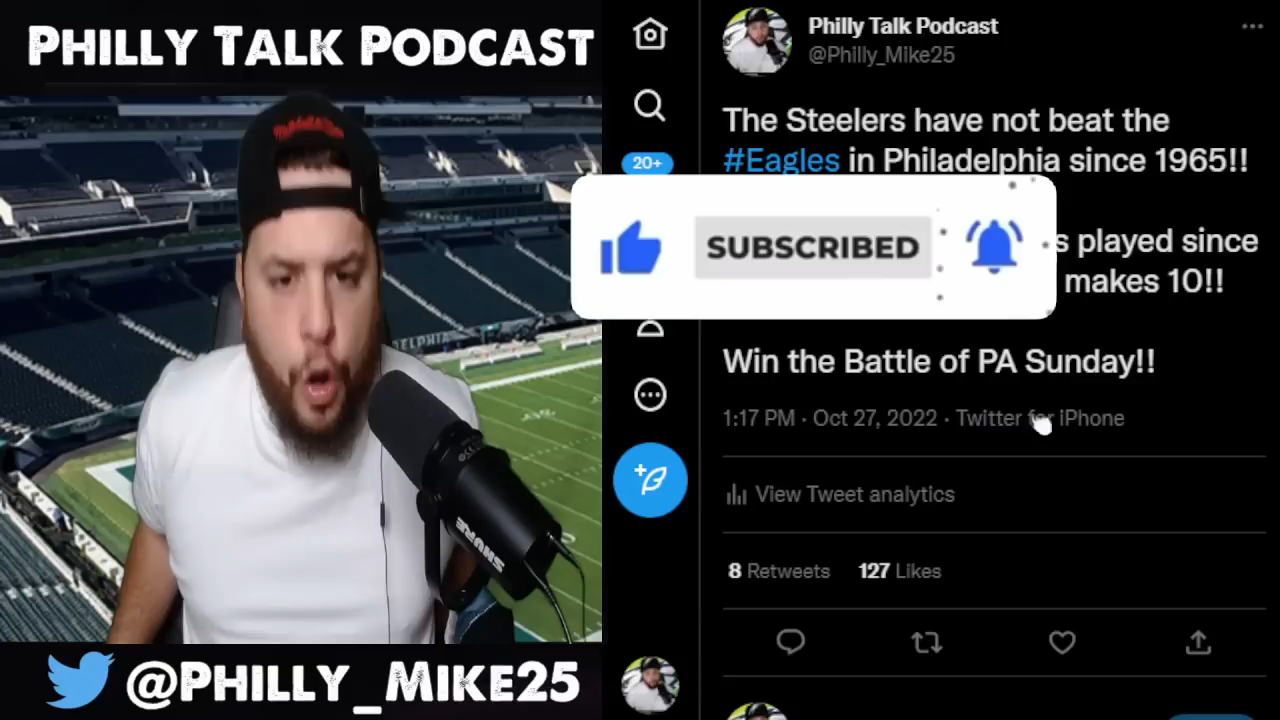 PHILLY TALK PODCAST
Philly Talk Podcast
@Philly_Mike25
The Steelers have not beat the
#Eagles in Philadelphia since 1965!!
20+
SUBSCRIBED
s played since
makes 10!!
Win the Battle of PA Sunday!!
1:17 PM · Oct 27, 2022 · Twitter for iPhone
View Tweet analytics
8 Retweets 127 Likes
SHURE
@PHILLY_MIKE25